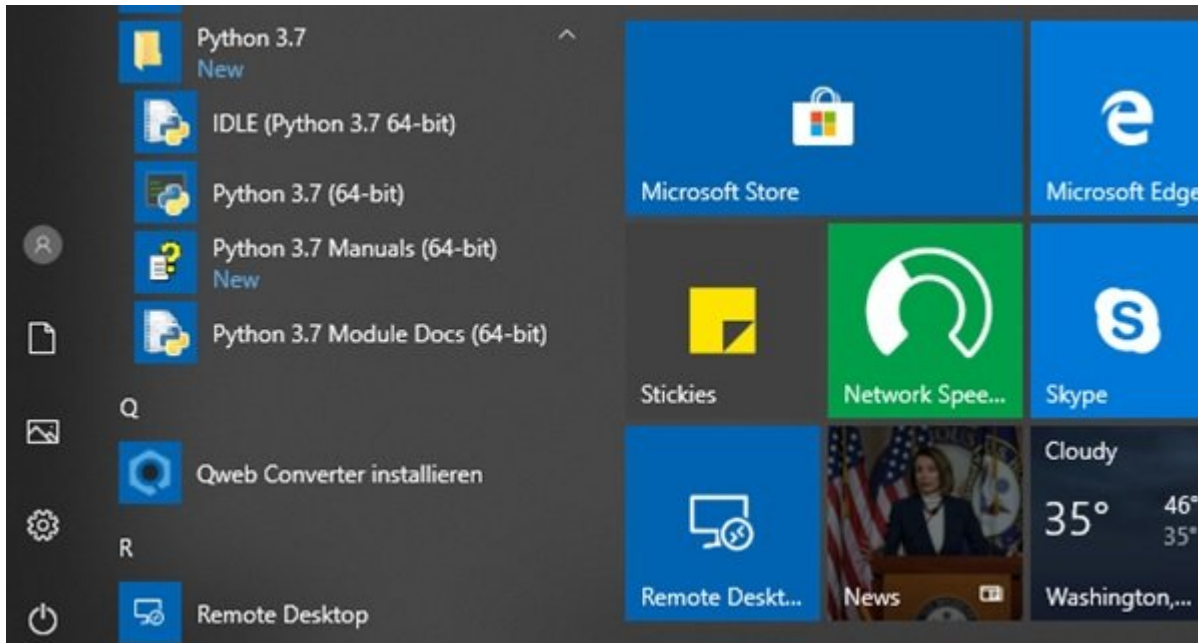 Python 3.7
New
IDLE (Python 3.7 64-bit)
Python 3.7 (64-bit)
Python 3.7 Manuals (64-bit)
New
Python 3.7 Module Docs (64-bit)
Q
Qweb Converter installieren
R
Remote Desktop
Microsoft Store
Microsoft Edge
Stickies
Network Spee...
Skype
Remote Deskt...
News
Cloudy
35° 46°
35°
Washington,...